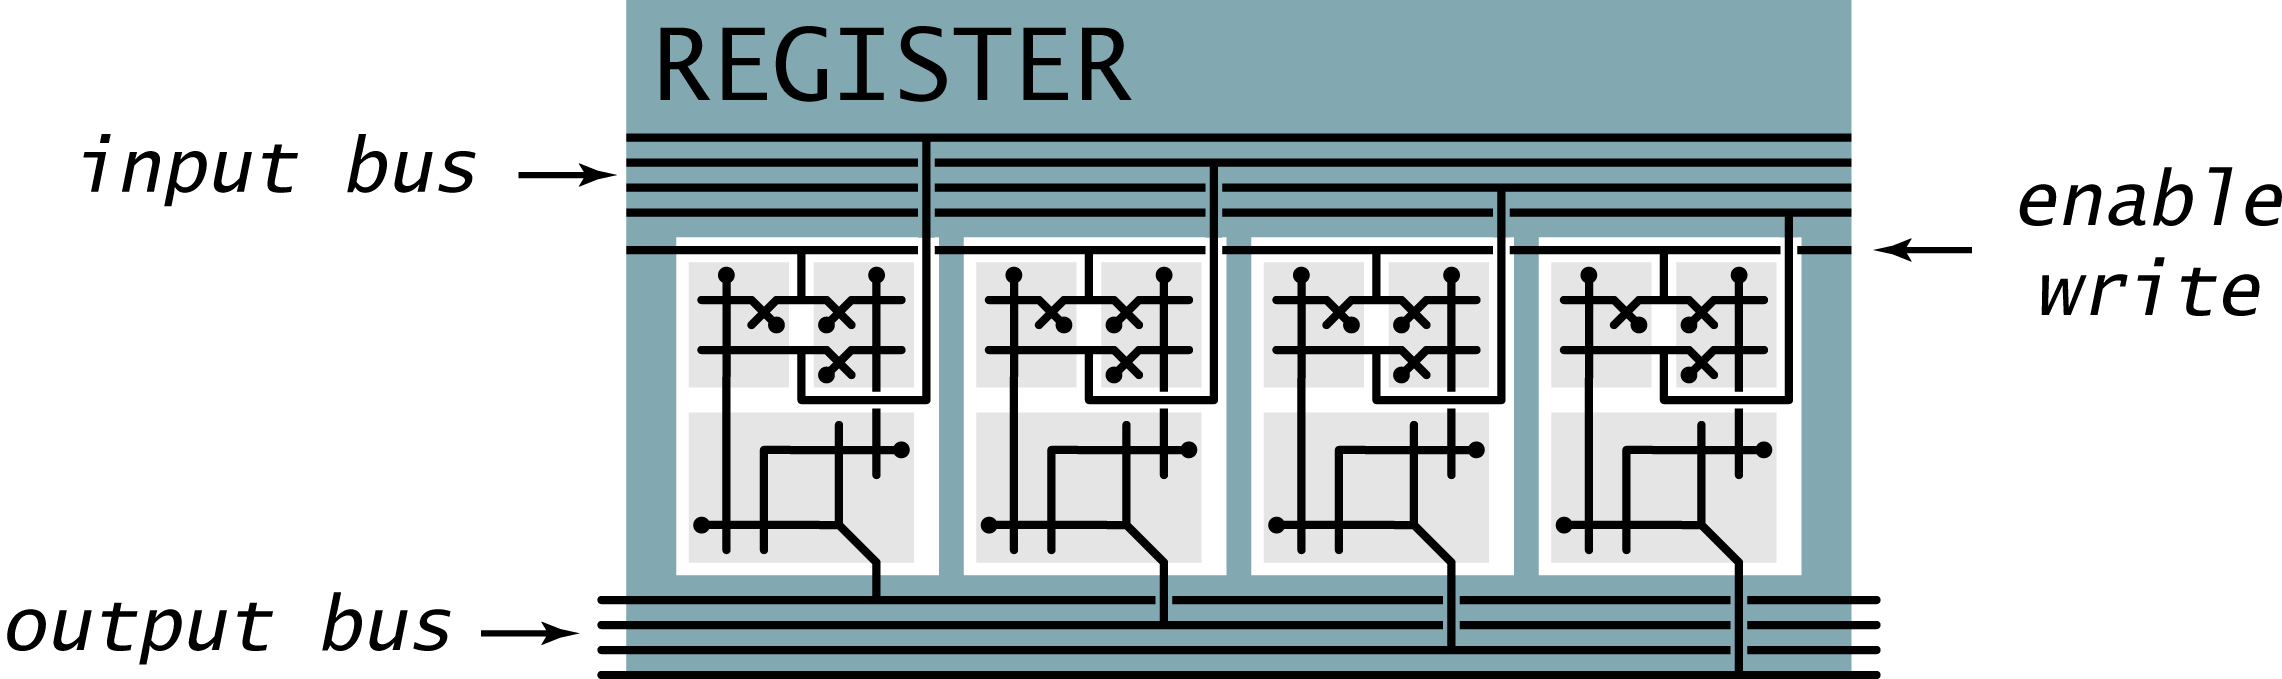 REGISTER
input bus
enable
write
output bus